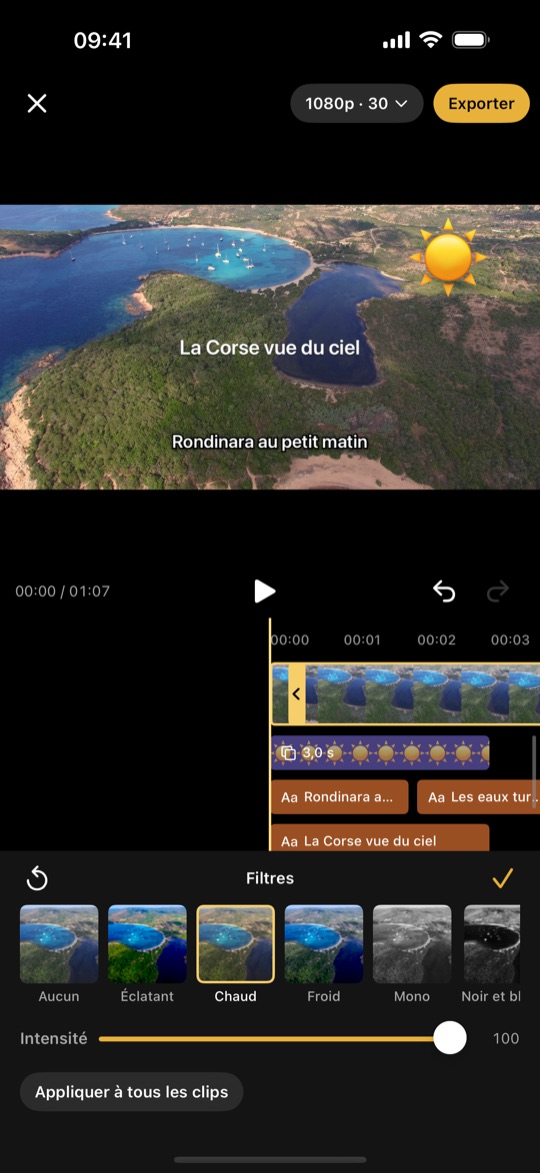 09:41
1080p · 30
Exporter
La Corse vue du ciel
Rondinara au petit matin
00:00 / 01:07
00:00 00:01 00:02 00:03
3,0 s
Aa Rondinara a... Aa Les eaux tur...
Aa La Corse vue du ciel
Filtres
Aucun Éclatant Chaud Froid Mono Noir et bl
Intensité 100
Appliquer à tous les clips